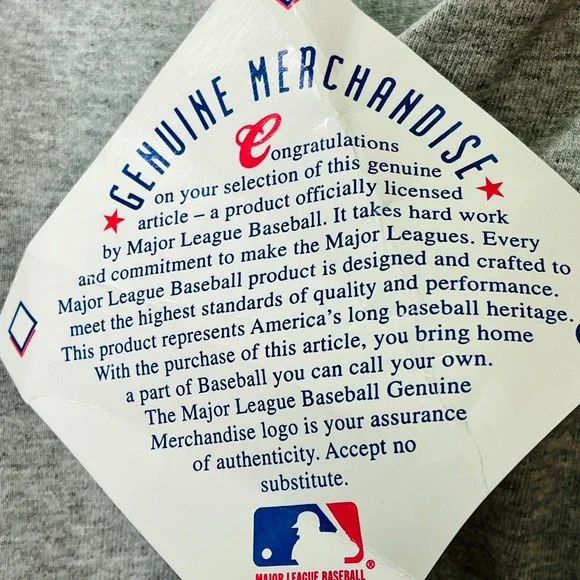 GENUINE MERCHANDISE
Congratulations
on your selection of this genuine
article – a product officially licensed
by Major League Baseball. It takes hard work
and commitment to make the Major Leagues. Every
Major League Baseball product is designed and crafted to
meet the highest standards of quality and performance.
This product represents America's long baseball heritage.
With the purchase of this article, you bring home
a part of Baseball you can call your own.
The Major League Baseball Genuine
Merchandise logo is your assurance
of authenticity. Accept no
substitute.
®
MAJOR LEAGUE BASEBALL